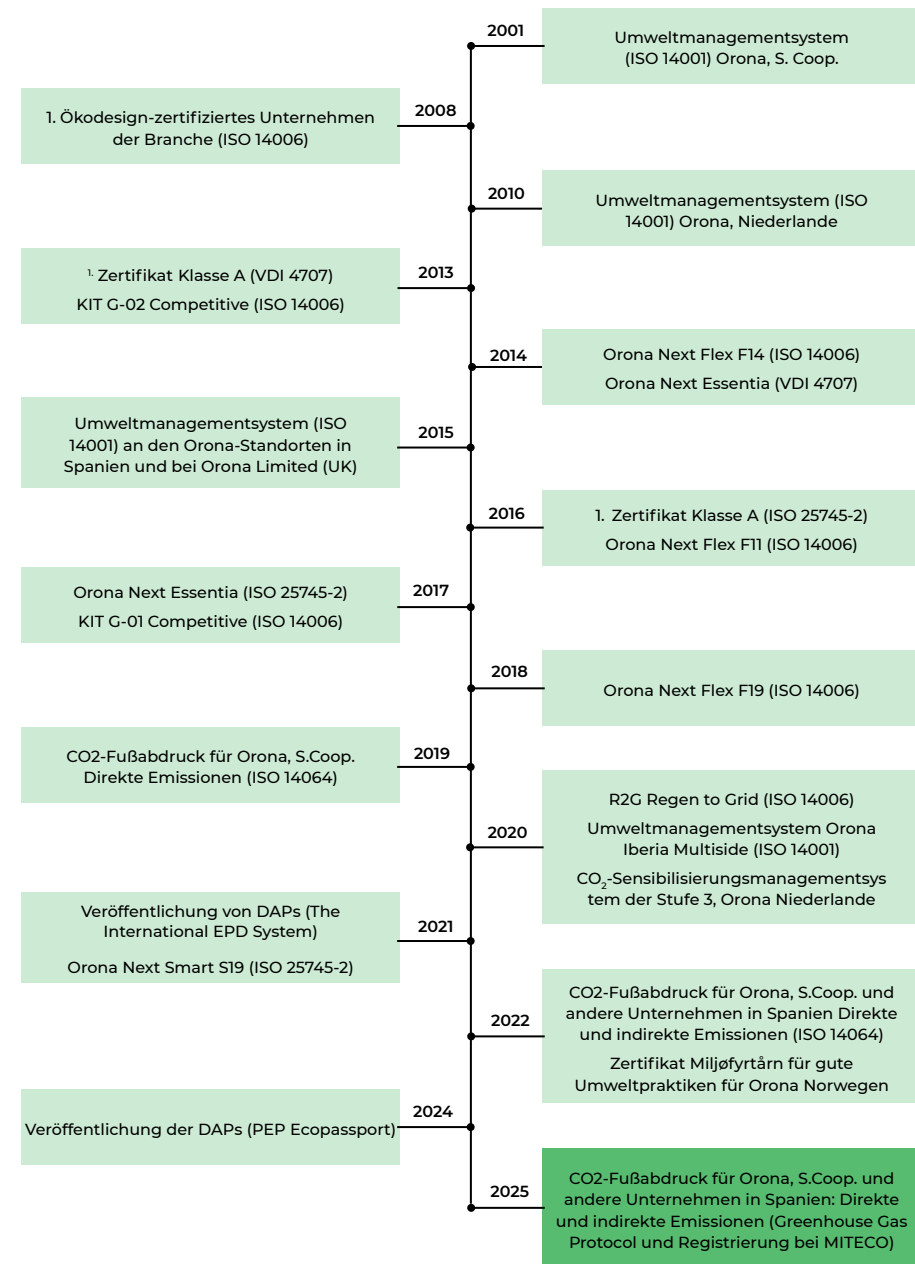 2001
Umweltmanagementsystem
(ISO 14001) Orona, S. Coop.
2008
1. Ökodesign-zertifiziertes Unternehmen
der Branche (ISO 14006)
2010
Umweltmanagementsystem (ISO
14001) Orona, Niederlande
2013
1. Zertifikat Klasse A (VDI 4707)
KIT G-02 Competitive (ISO 14006)
2014
Orona Next Flex F14 (ISO 14006)
Orona Next Essentia (VDI 4707)
2015
Umweltmanagementsystem (ISO
14001) an den Orona-Standorten in
Spanien und bei Orona Limited (UK)
2016
1. Zertifikat Klasse A (ISO 25745-2)
Orona Next Flex F11 (ISO 14006)
2017
Orona Next Essentia (ISO 25745-2)
KIT G-01 Competitive (ISO 14006)
2018
Orona Next Flex F19 (ISO 14006)
2019
CO2-Fußabdruck für Orona, S.Coop.
Direkte Emissionen (ISO 14064)
2020
R2G Regen to Grid (ISO 14006)
Umweltmanagementsystem Orona
Iberia Multiside (ISO 14001)
CO₂-Sensibilisierungsmanagementsys
tem der Stufe 3, Orona Niederlande
2021
Veröffentlichung von DAPs (The
International EPD System)
Orona Next Smart S19 (ISO 25745-2)
2022
CO2-Fußabdruck für Orona, S.Coop. und
andere Unternehmen in Spanien Direkte
und indirekte Emissionen (ISO 14064)
Zertifikat Miljøfyrtårn für gute
Umweltpraktiken für Orona Norwegen
2024
Veröffentlichung der DAPs (PEP Ecopassport)
2025
CO2-Fußabdruck für Orona, S.Coop. und
andere Unternehmen in Spanien: Direkte
und indirekte Emissionen (Greenhouse Gas
Protocol und Registrierung bei MITECO)